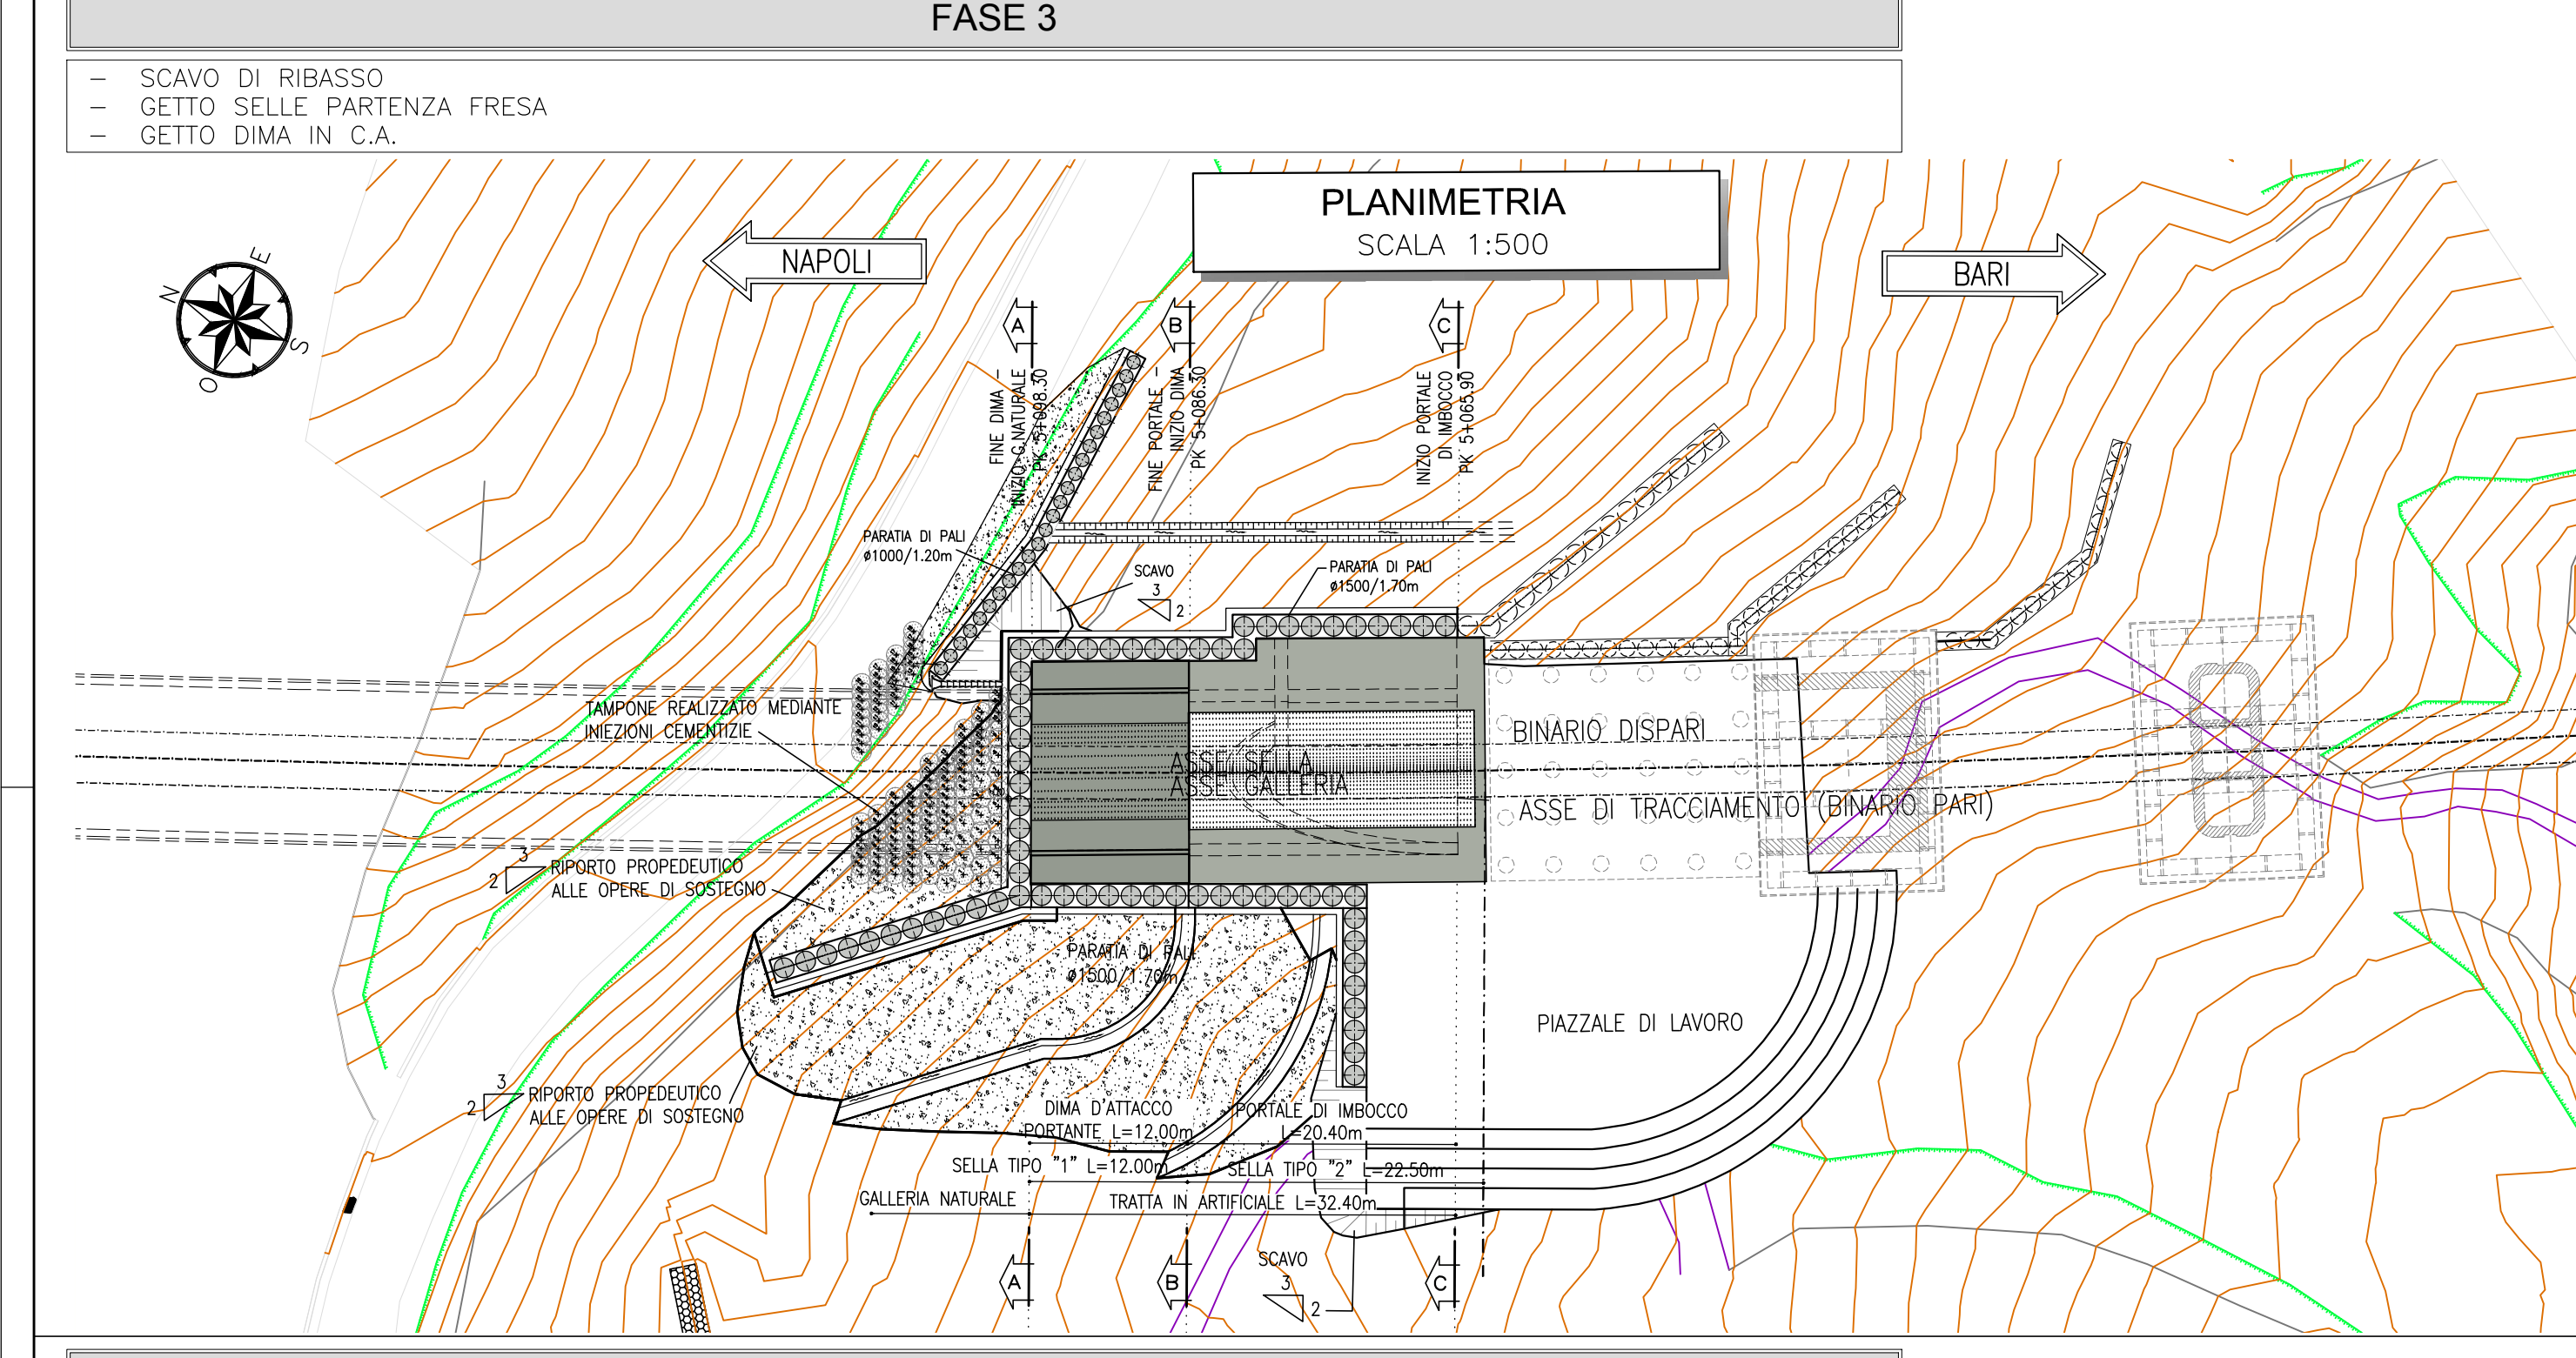 FASE 3
– SCAVO DI RIBASSO
– GETTO SELLE PARTENZA FRESA
– GETTO DIMA IN C.A.
PLANIMETRIA
SCALA 1:500
NAPOLI
BARI
N
E
S
O
A
B
C
FINE DIMA –
INIZIO G.NATURALE
PK 5+098.30
FINE PORTALE –
INIZIO DIMA
PK 5+086.30
INIZIO PORTALE
DI IMBOCCO
PK 5+065.90
PARATIA DI PALI
ø1000/1.20m
SCAVO
3
2
PARATIA DI PALI
ø1500/1.70m
TAMPONE REALIZZATO MEDIANTE
INIEZIONI CEMENTIZIE
BINARIO DISPARI
ASSE SELLA
ASSE GALLERIA
ASSE DI TRACCIAMENTO (BINARIO PARI)
3
2
RIPORTO PROPEDEUTICO
ALLE OPERE DI SOSTEGNO
PARATIA DI PALI
ø1500/1.70m
PIAZZALE DI LAVORO
3
2
RIPORTO PROPEDEUTICO
ALLE OPERE DI SOSTEGNO
DIMA D'ATTACCO
PORTANTE L=12.00m
PORTALE DI IMBOCCO
L=20.40m
SELLA TIPO "1" L=12.00m
SELLA TIPO "2" L=22.50m
GALLERIA NATURALE
TRATTA IN ARTIFICIALE L=32.40m
SCAVO
3
2
A
B
C